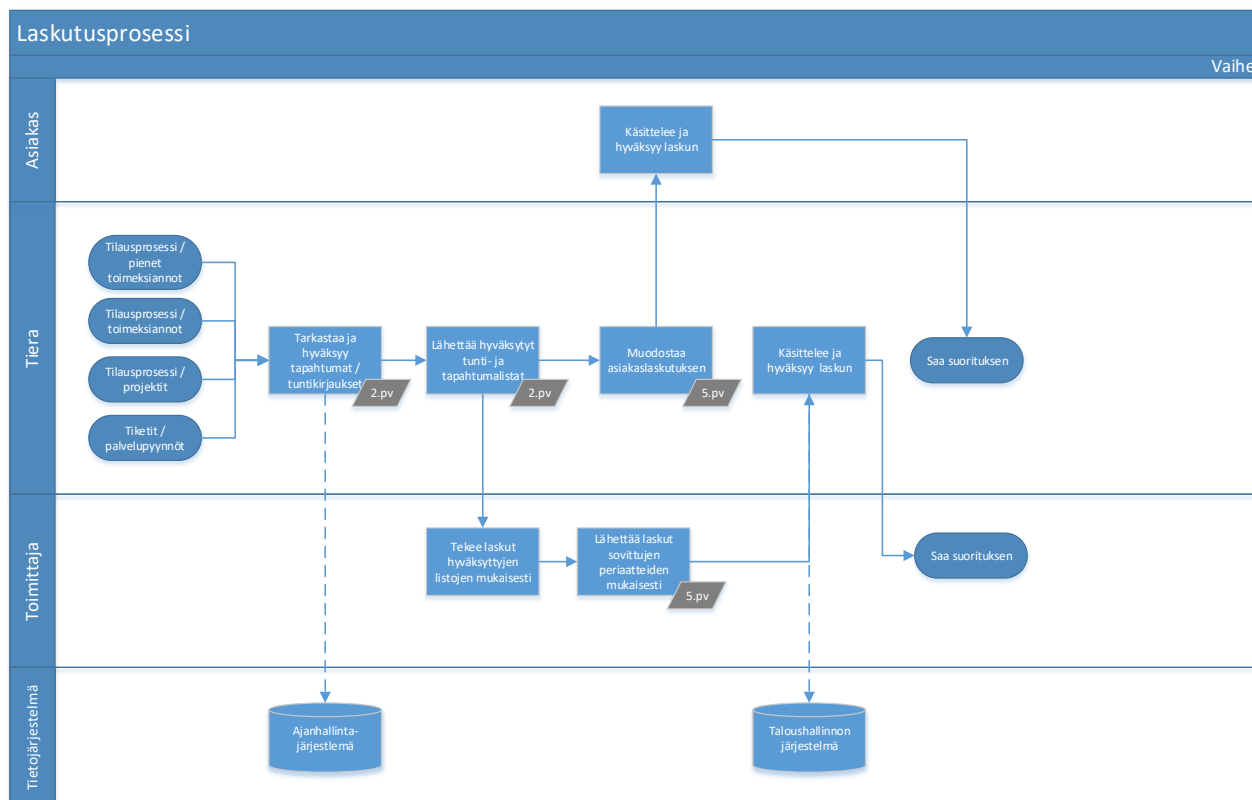 Laskutusprosessi
Vaihe
Asiakas
Käsittelee ja
hyväksyy laskun
Tiera
Tilausprosessi /
pienet
toimeksiannot
Tilausprosessi /
toimeksiannot
Tilausprosessi /
projektit
Tiketit /
palvelupyynnöt
Tarkastaa ja
hyväksyy
tapahtumat /
tuntikirjaukset
2.pv
Lähettää hyväksytyt
tunti- ja
tapahtumalistat
2.pv
Muodostaa
asiakaslaskutuksen
5.pv
Käsittelee ja
hyväksyy laskun
Saa suorituksen
Toimittaja
Tekee laskut
hyväksyttyjen
listojen mukaisesti
Lähettää laskut
sovittujen
periaatteiden
mukaisesti
5.pv
Saa suorituksen
Tietojärjestelmä
Ajanhallinta-
järjestlemä
Taloushallinnon
järjestelmä